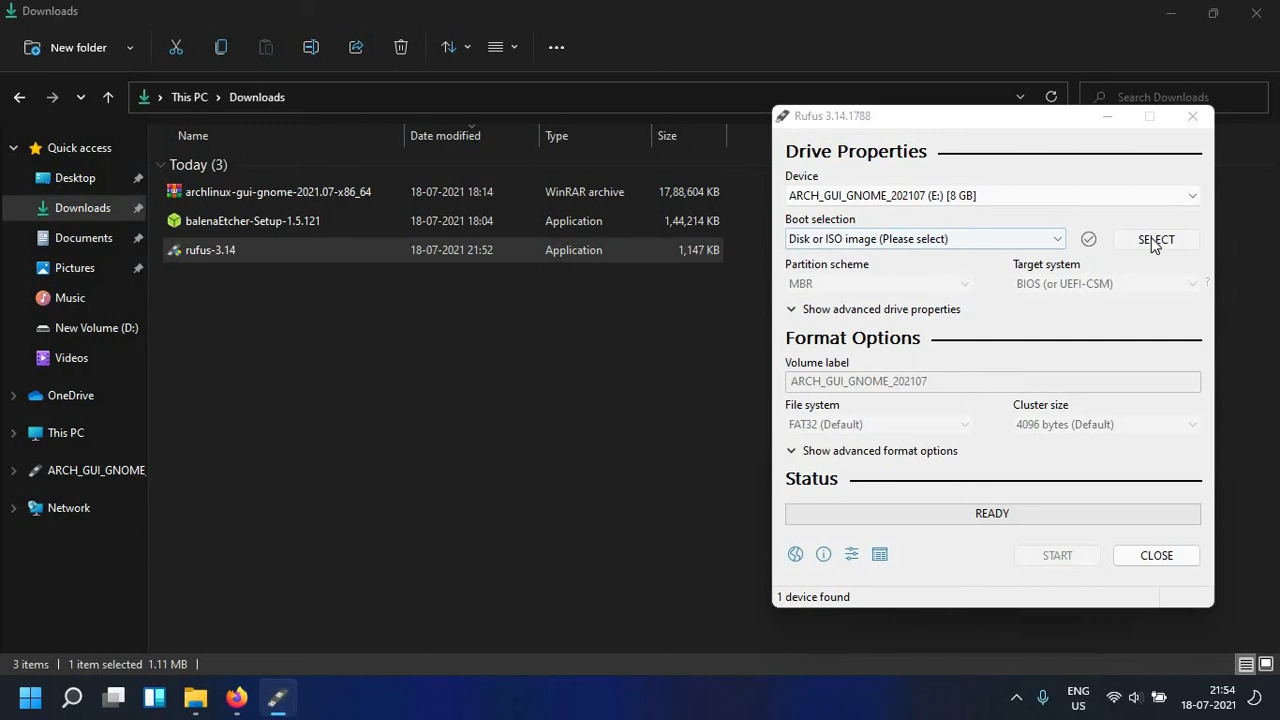 Downloads
New folder
This PC
Downloads
Search Downloads
Name
Date modified
Type
Size
Quick access
Desktop
Downloads
Documents
Pictures
Music
New Volume (D:)
Videos
OneDrive
This PC
ARCH_GUI_GNOME_
Network
Today (3)
archlinux-gui-gnome-2021.07-x86_64 18-07-2021 18:14 WinRAR archive 17,88,604 KB
balenaEtcher-Setup-1.5.121 18-07-2021 18:04 Application 1,44,214 KB
rufus-3.14 18-07-2021 21:52 Application 1,147 KB
Rufus 3.14.1788
Drive Properties
Device
ARCH_GUI_GNOME_202107 (E:) [8 GB]
Boot selection
Disk or ISO image (Please select)
SELECT
Partition scheme
Target system
MBR
BIOS (or UEFI-CSM)
?
Show advanced drive properties
Format Options
Volume label
ARCH_GUI_GNOME_202107
File system
Cluster size
FAT32 (Default)
4096 bytes (Default)
Show advanced format options
Status
READY
START
CLOSE
1 device found
3 items
1 item selected 1.11 MB
ENG
US
21:54
18-07-2021